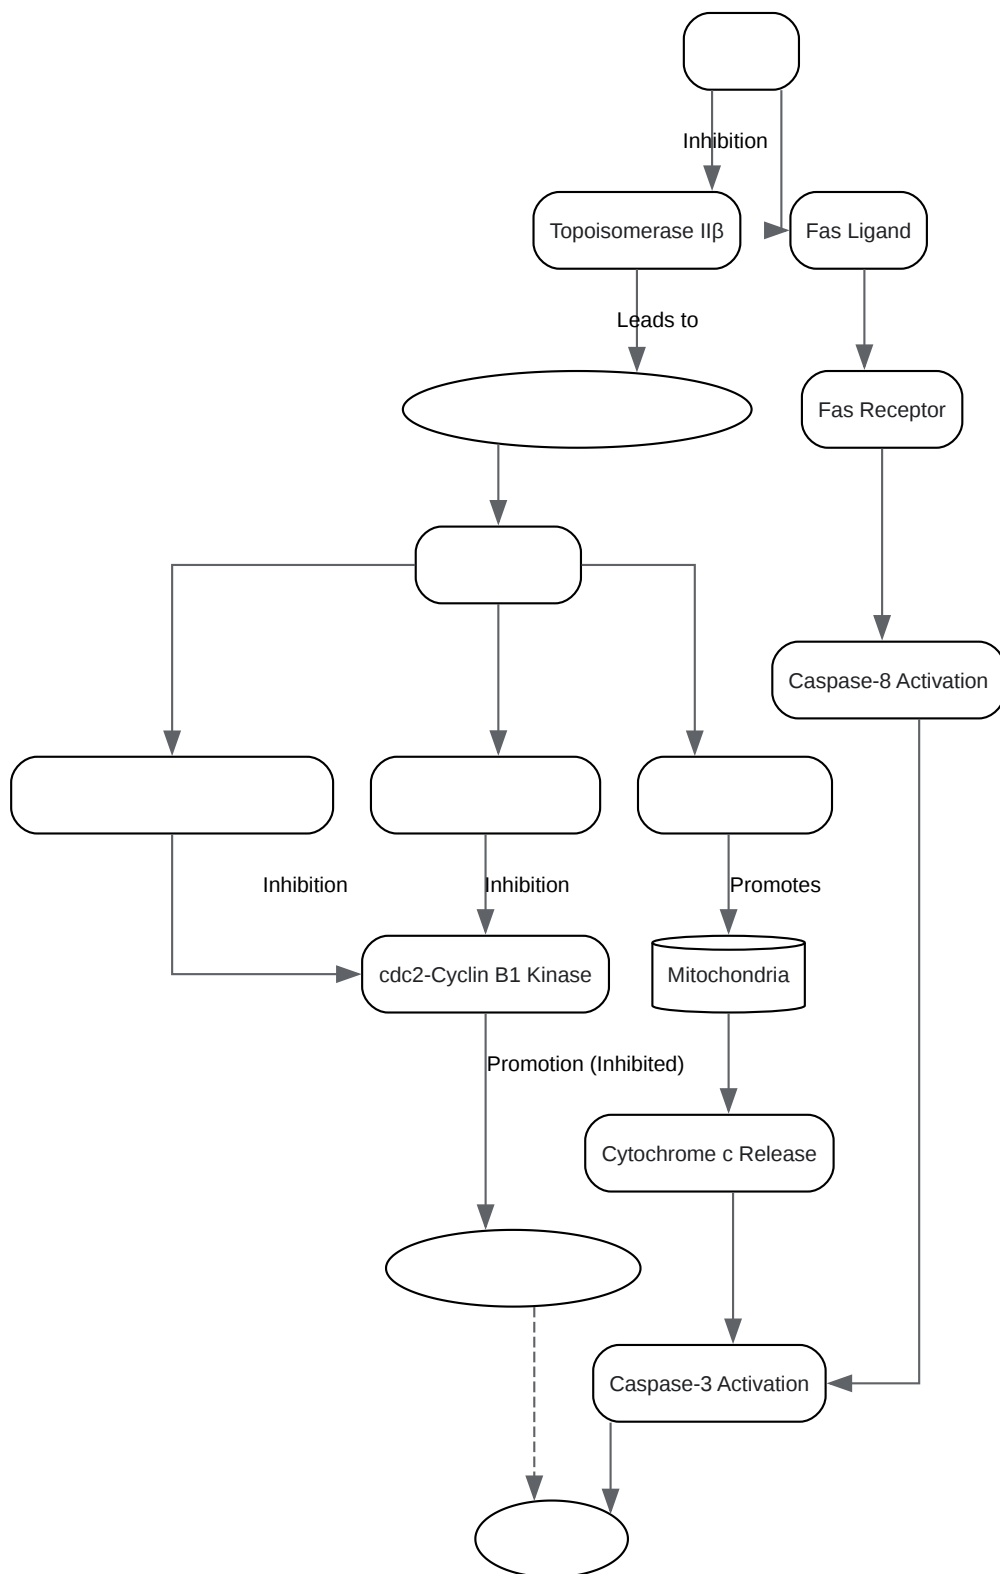 Inhibition
Topoisomerase IIβ
Fas Ligand
Leads to
Fas Receptor
Caspase-8 Activation
Inhibition
Inhibition
Promotes
cdc2-Cyclin B1 Kinase
Mitochondria
Promotion (Inhibited)
Cytochrome c Release
Caspase-3 Activation